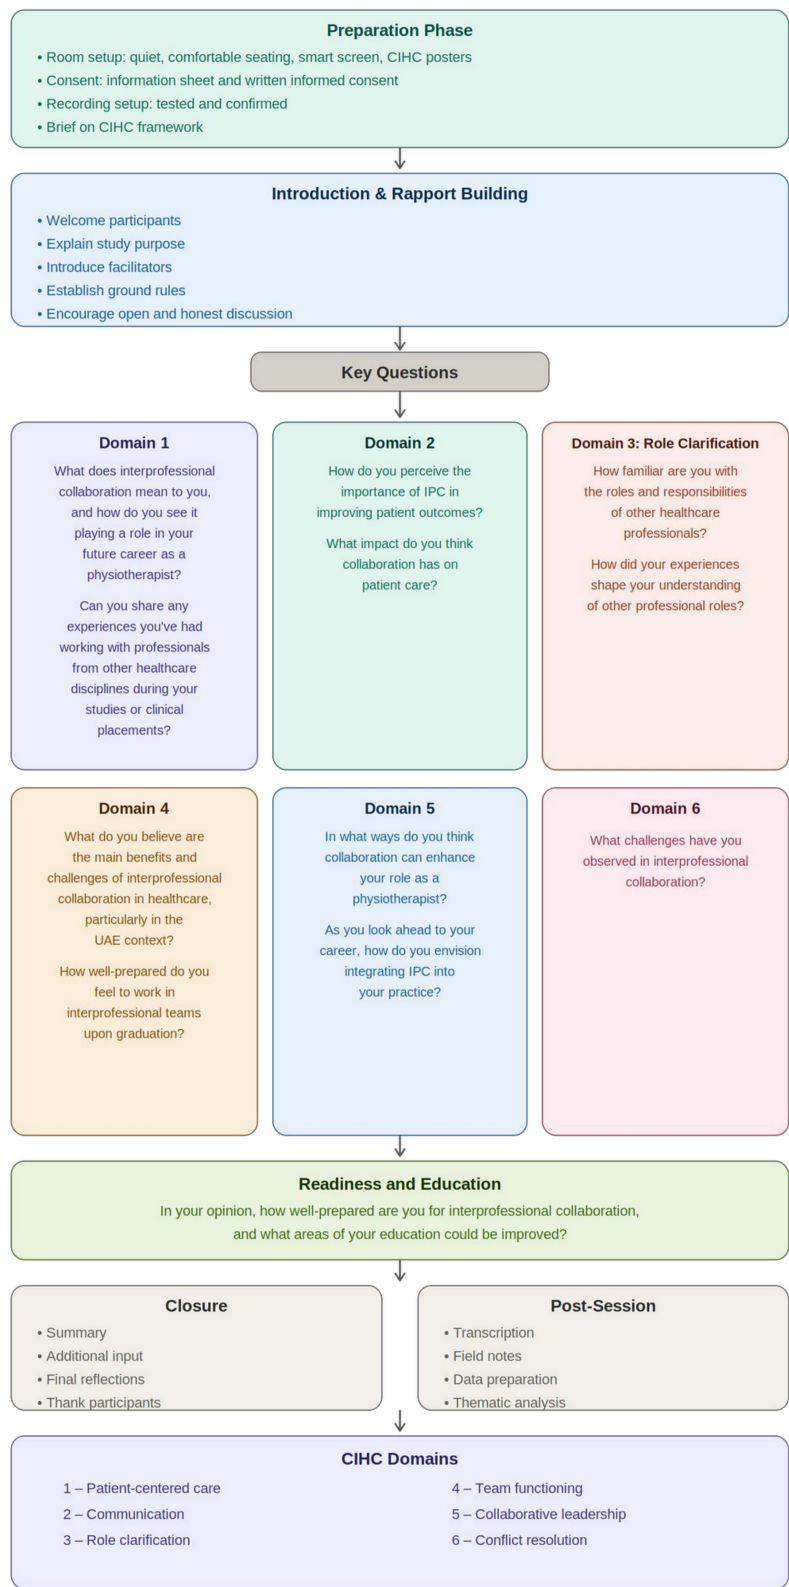 Preparation Phase
• Room setup: quiet, comfortable seating, smart screen, CIHC posters
• Consent: information sheet and written informed consent
• Recording setup: tested and confirmed
• Brief on CIHC framework
Introduction & Rapport Building
• Welcome participants
• Explain study purpose
• Introduce facilitators
• Establish ground rules
• Encourage open and honest discussion
Key Questions
Domain 1
What does interprofessional
collaboration mean to you,
and how do you see it
playing a role in your
future career as a
physiotherapist?
Can you share any
experiences you've had
working with professionals
from other healthcare
disciplines during your
studies or clinical
placements?
Domain 2
How do you perceive the
importance of IPC in
improving patient outcomes?
What impact do you think
collaboration has on
patient care?
Domain 3: Role Clarification
How familiar are you with
the roles and responsibilities
of other healthcare
professionals?
How did your experiences
shape your understanding
of other professional roles?
Domain 4
What do you believe are
the main benefits and
challenges of interprofessional
collaboration in healthcare,
particularly in the
UAE context?
How well-prepared do you
feel to work in
interprofessional teams
upon graduation?
Domain 5
In what ways do you think
collaboration can enhance
your role as a
physiotherapist?
As you look ahead to your
career, how do you envision
integrating IPC into
your practice?
Domain 6
What challenges have you
observed in interprofessional
collaboration?
Readiness and Education
In your opinion, how well-prepared are you for interprofessional collaboration,
and what areas of your education could be improved?
Closure
• Summary
• Additional input
• Final reflections
• Thank participants
Post-Session
• Transcription
• Field notes
• Data preparation
• Thematic analysis
CIHC Domains
1 – Patient-centered care
2 – Communication
3 – Role clarification
4 – Team functioning
5 – Collaborative leadership
6 – Conflict resolution